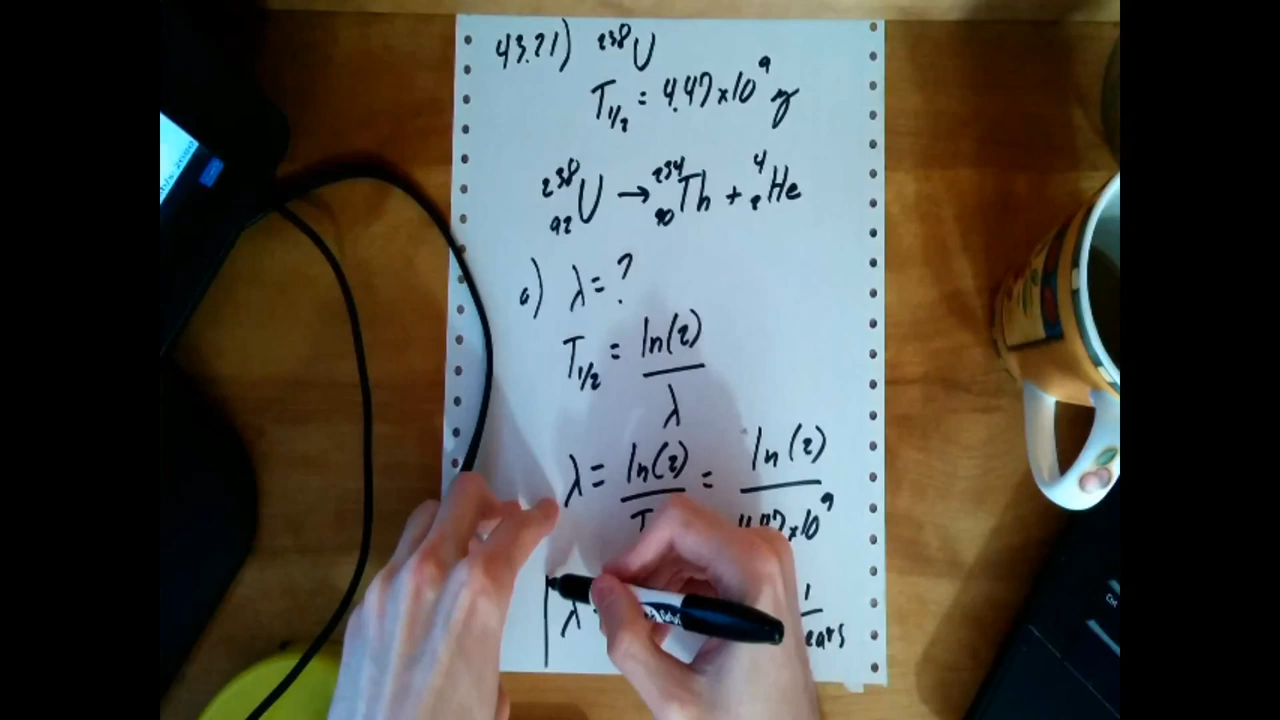 43.21) ²³⁸U
T₁/₂ = 4.47×10⁹ y
²³⁸₉₂U → ²³⁴₉₀Th + ⁴₂He
a) λ = ?
T₁/₂ = ln(2)/λ
λ = ln(2)/T = ln(2)/4.47×10⁹
λ